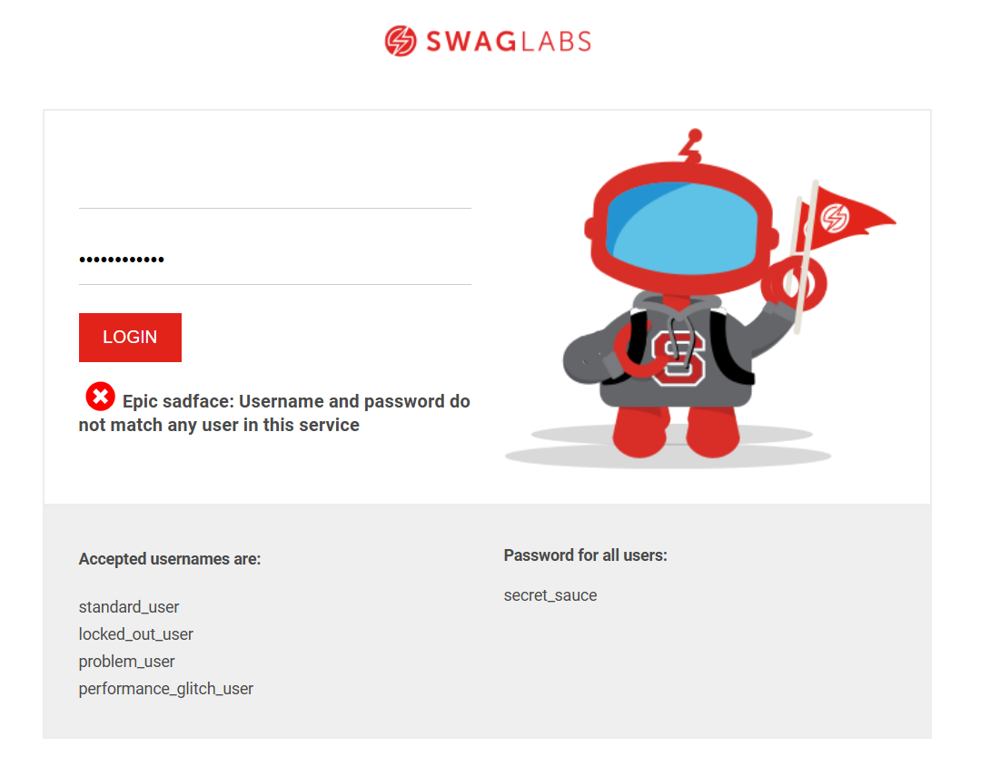 SWAGLABS
••••••••••••
LOGIN
Epic sadface: Username and password do
not match any user in this service
S
Accepted usernames are:
standard_user
locked_out_user
problem_user
performance_glitch_user
Password for all users:
secret_sauce